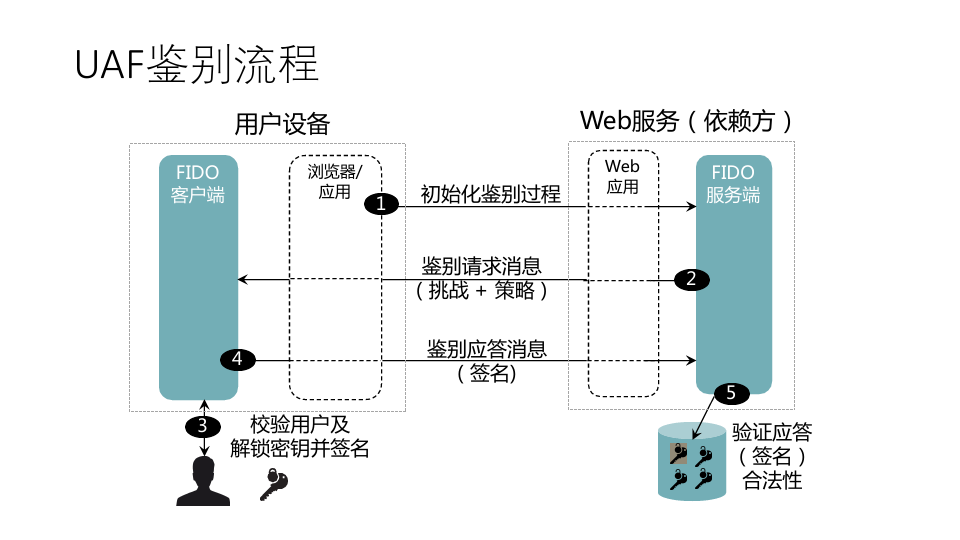 UAF鉴别流程
用户设备
Web服务（依赖方）
FIDO
客户端
浏览器/
应用
Web
应用
FIDO
服务端
1
初始化鉴别过程
鉴别请求消息
（挑战 + 策略）
2
鉴别应答消息
（签名)
4
5
3
校验用户及
解锁密钥并签名
验证应答
（签名）
合法性